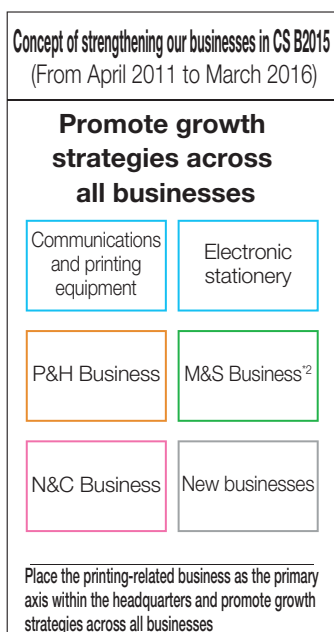 Concept of strengthening our businesses in CS B2015
(From April 2011 to March 2016)
Promote growth
strategies across
all businesses
Communications
and printing
equipment
Electronic
stationery
P&H Business
M&S Business*2
N&C Business
New businesses
Place the printing-related business as the primary
axis within the headquarters and promote growth
strategies across all businesses